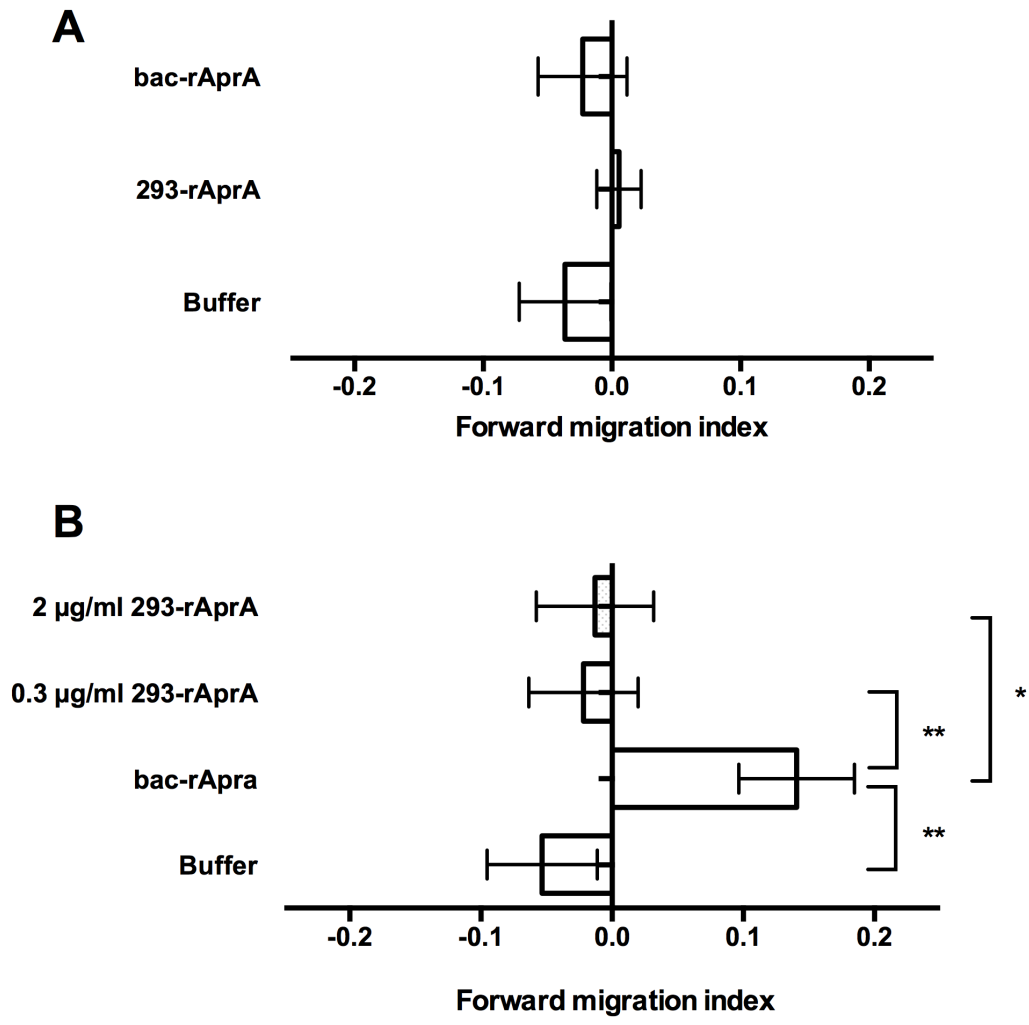 A
bac-rAprA
293-rAprA
Buffer
-0.2 -0.1 0.0 0.1 0.2
Forward migration index
B
2 µg/ml 293-rAprA
0.3 µg/ml 293-rAprA
*
**
bac-rApra
**
Buffer
-0.2 -0.1 0.0 0.1 0.2
Forward migration index